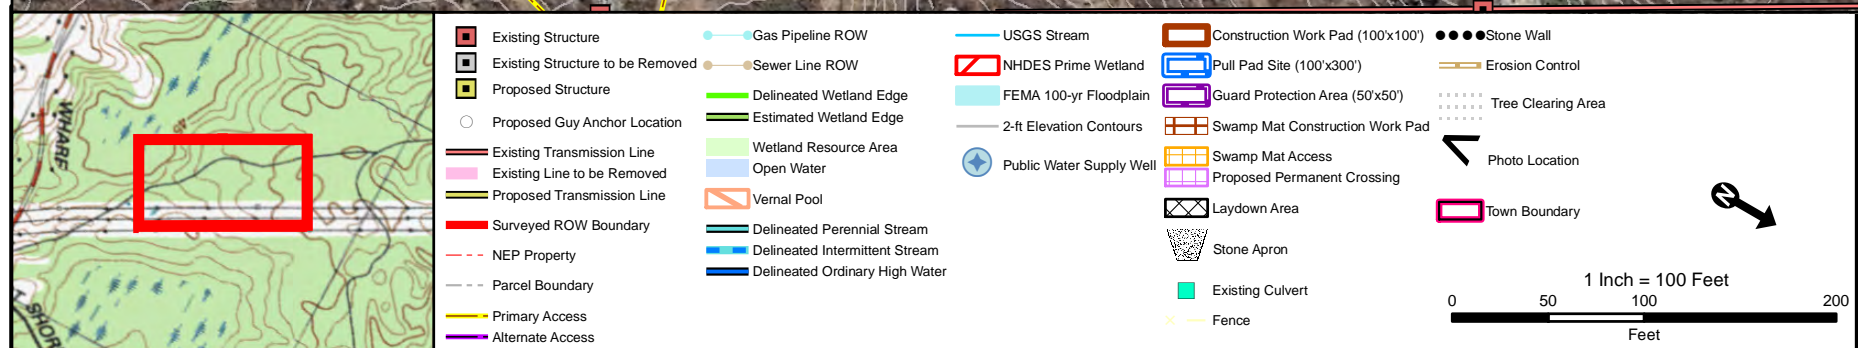 WHARF
45
SHOR
Existing Structure
Existing Structure to be Removed
Proposed Structure
Proposed Guy Anchor Location
Existing Transmission Line
Existing Line to be Removed
Proposed Transmission Line
Surveyed ROW Boundary
NEP Property
Parcel Boundary
Primary Access
Alternate Access
Gas Pipeline ROW
Sewer Line ROW
Delineated Wetland Edge
Estimated Wetland Edge
Wetland Resource Area
Open Water
Vernal Pool
Delineated Perennial Stream
Delineated Intermittent Stream
Delineated Ordinary High Water
USGS Stream
NHDES Prime Wetland
FEMA 100-yr Floodplain
2-ft Elevation Contours
Public Water Supply Well
Construction Work Pad (100'x100')
Pull Pad Site (100'x300')
Guard Protection Area (50'x50')
Swamp Mat Construction Work Pad
Swamp Mat Access
Proposed Permanent Crossing
Laydown Area
Stone Apron
Existing Culvert
Fence
Stone Wall
Erosion Control
Tree Clearing Area
Photo Location
Town Boundary
N
1 Inch = 100 Feet
0 50 100 200
Feet